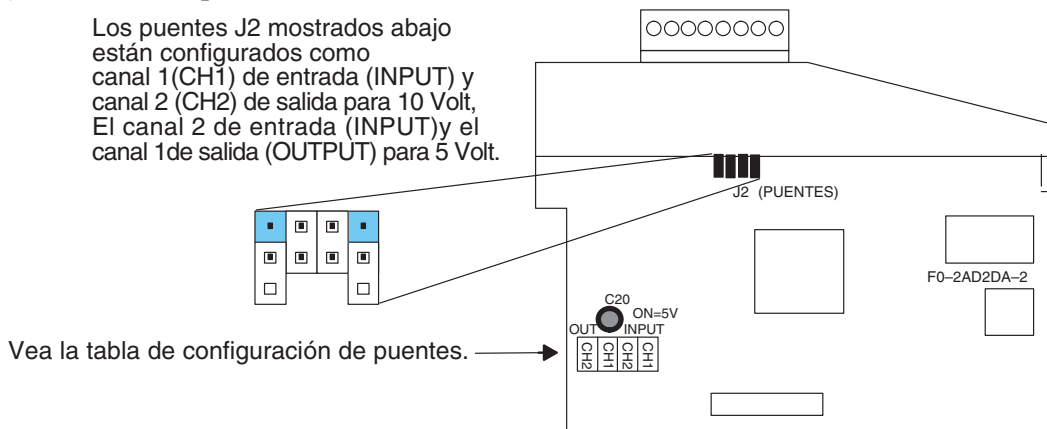 Los puentes J2 mostrados abajo
están configurados como
canal 1(CH1) de entrada (INPUT) y
canal 2 (CH2) de salida para 10 Volt,
El canal 2 de entrada (INPUT)y el
canal 1de salida (OUTPUT) para 5 Volt.
J2 (PUENTES)
F0–2AD2DA–2
C20
ON=5V
OUT INPUT
CH2 CH1 CH2 CH1
Vea la tabla de configuración de puentes.